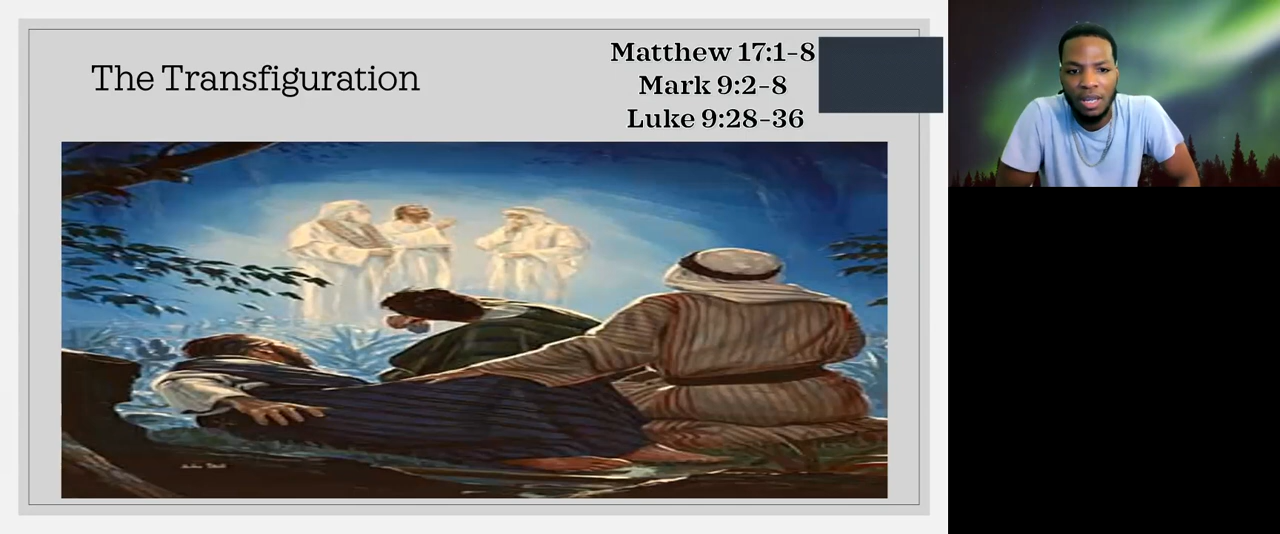 The Transfiguration
Matthew 17:1-8
Mark 9:2-8
Luke 9:28-36